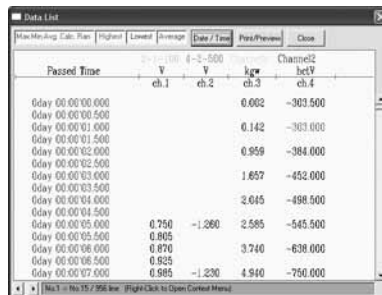 Data List
Max.Min.Avg. Calc. Ran Highest Lowest Average Date / Time Print/Preview Close
4-2-500 Channel2
Passed Time V V kgw hctV
ch.1 ch.2 ch.3 ch.4
0day 00:00'00.000 0.002 -303.500
0day 00:00'00.500
0day 00:00'01.000 0.142 -303.000
0day 00:00'01.500
0day 00:00'02.000 0.959 -384.000
0day 00:00'02.500
0day 00:00'03.000 1.657 -452.000
0day 00:00'03.500
0day 00:00'04.000 2.045 -498.500
0day 00:00'04.500
0day 00:00'05.000 0.750 -1.260 2.585 -545.500
0day 00:00'05.500 0.805
0day 00:00'06.000 0.870 3.740 -638.000
0day 00:00'06.500 0.925
0day 00:00'07.000 0.985 -1.230 4.940 -750.000
No.1 - No.15 / 956 line (Right-Click to Open Context Menu)